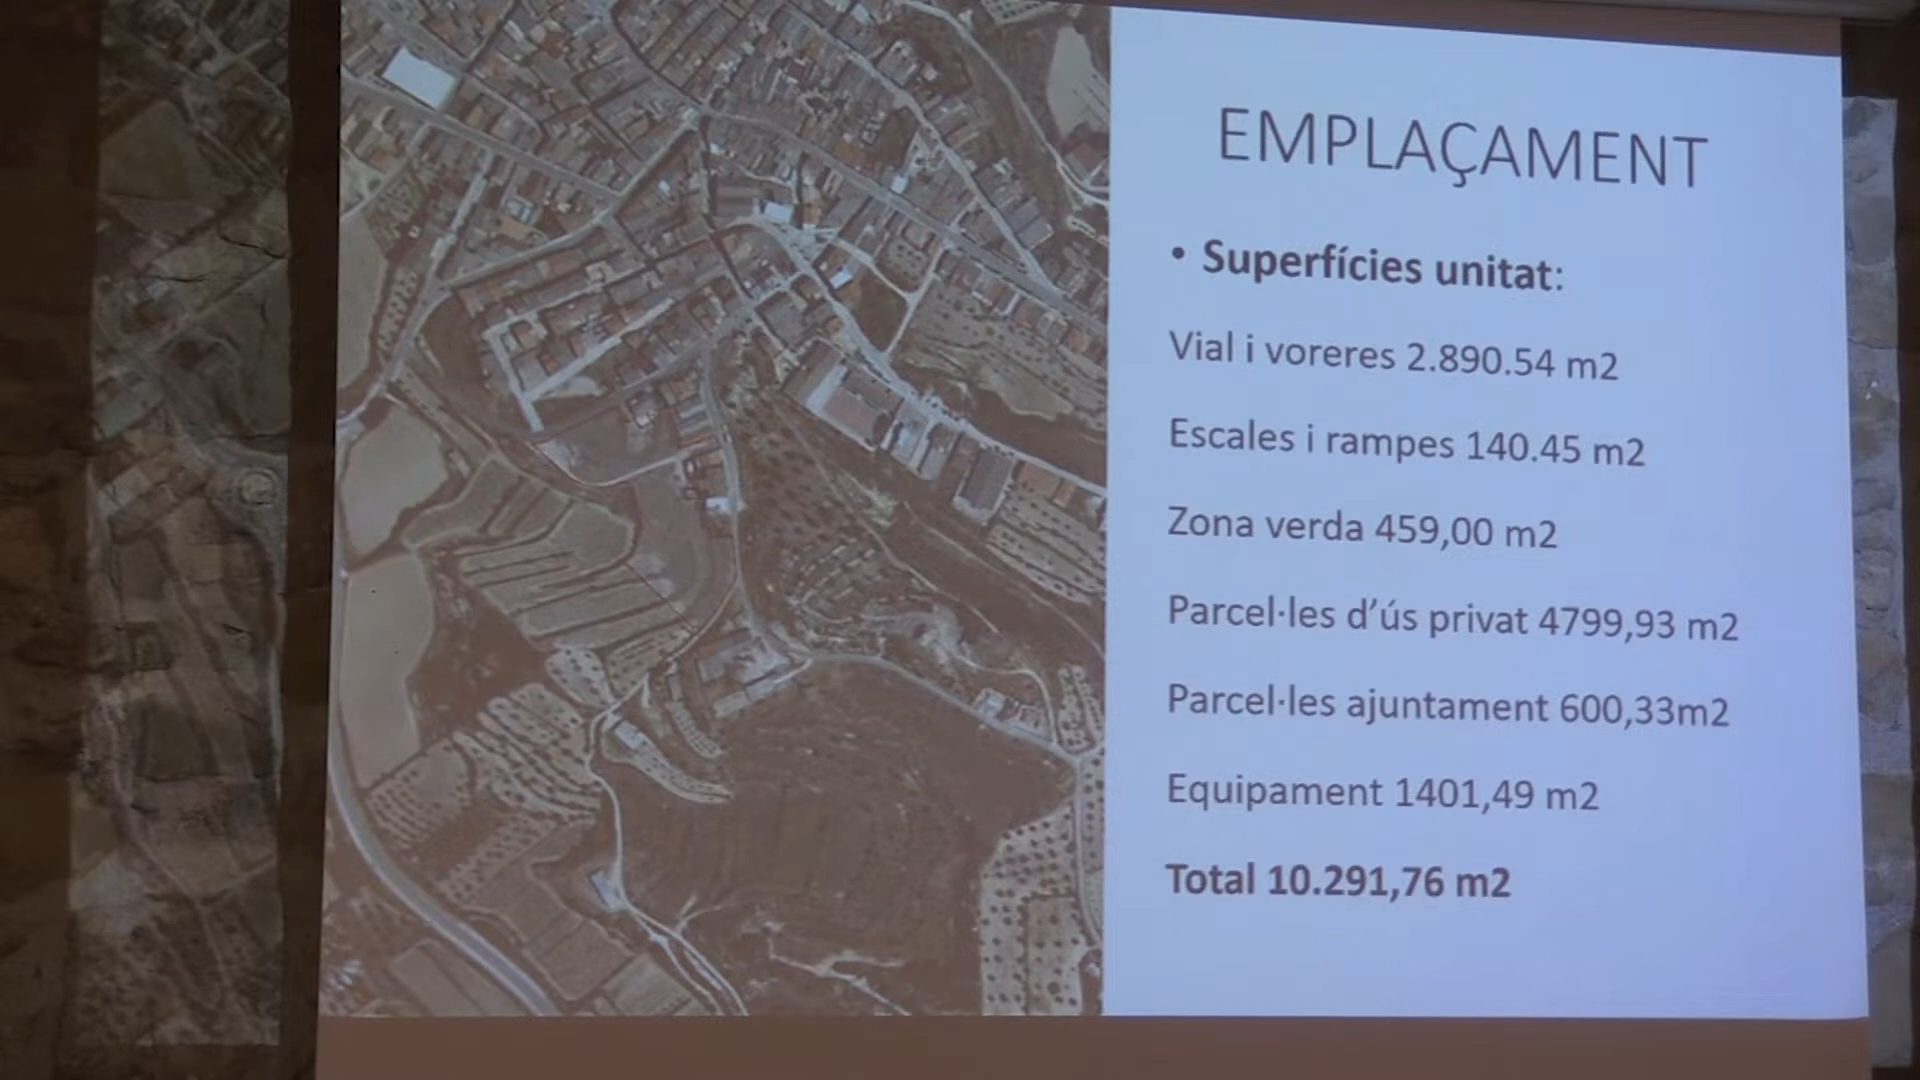 EMPLAÇAMENT
• Superfícies unitat:
Vial i voreres 2.890.54 m2
Escales i rampes 140.45 m2
Zona verda 459,00 m2
Parcel·les d’ús privat 4799,93 m2
Parcel·les ajuntament 600,33m2
Equipament 1401,49 m2
Total 10.291,76 m2